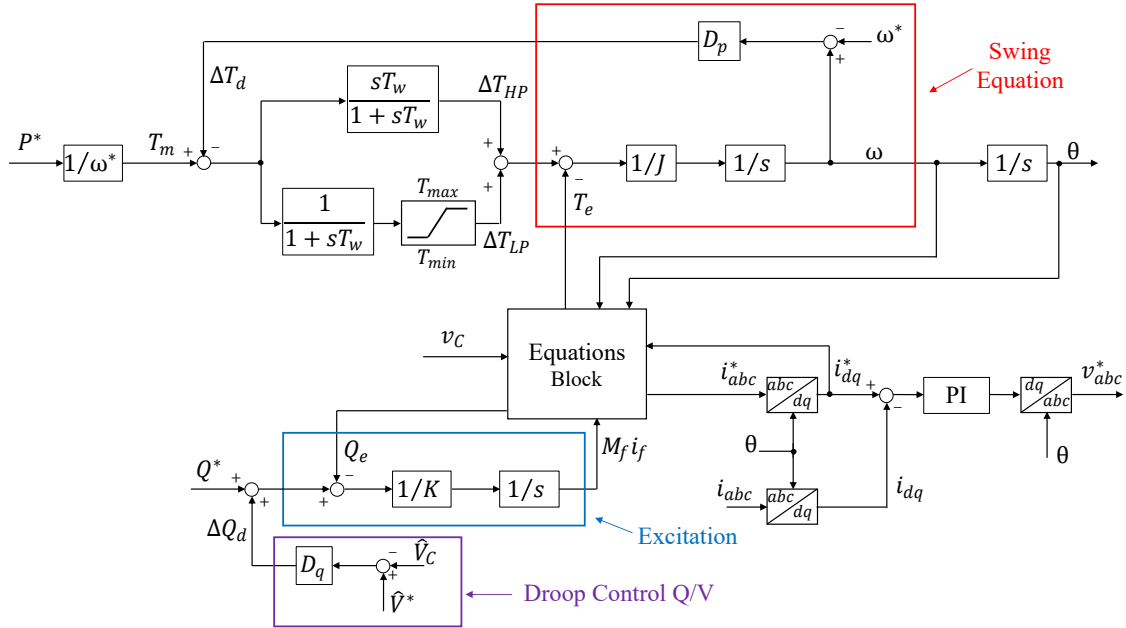 D_p
−
ω*
+
Swing
Equation
ΔT_d
sT_w
1 + sT_w
ΔT_HP
P*
1/ω*
T_m
+
−
+
+
+
−
1/J
1/s
ω
1/s
θ
1
1 + sT_w
T_max
T_min
ΔT_LP
T_e
v_C
Equations
Block
i*_abc
abc
dq
i*_dq
+
−
PI
dq
abc
v*_abc
θ
θ
Q_e
M_f i_f
Q*
+
+
−
+
1/K
1/s
i_abc
abc
dq
i_dq
ΔQ_d
Excitation
D_q
−
+
V̂_C
V̂*
Droop Control Q/V